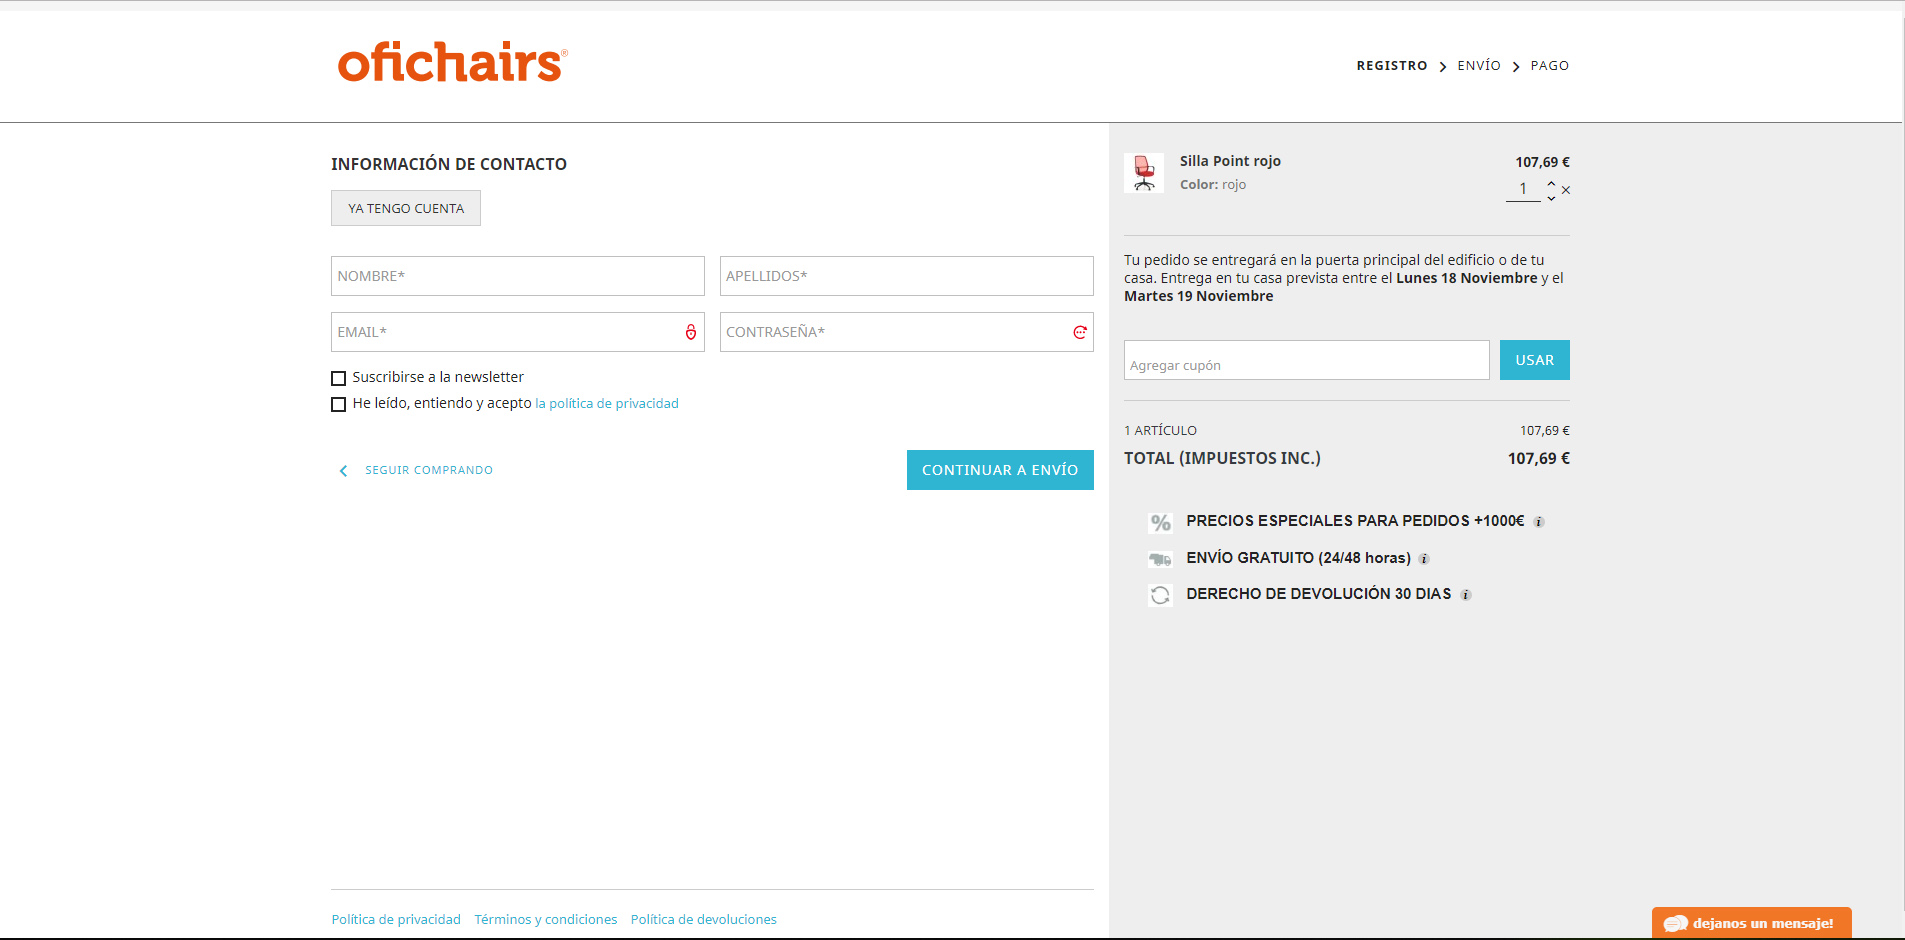 ofichairs®
REGISTRO > ENVÍO > PAGO
INFORMACIÓN DE CONTACTO
YA TENGO CUENTA
NOMBRE*
APELLIDOS*
EMAIL*
CONTRASEÑA*
Suscribirse a la newsletter
He leído, entiendo y acepto la política de privacidad
SEGUIR COMPRANDO
CONTINUAR A ENVÍO
Silla Point rojo
107,69 €
Color: rojo
1
Tu pedido se entregará en la puerta principal del edificio o de tu
casa. Entrega en tu casa prevista entre el Lunes 18 Noviembre y el
Martes 19 Noviembre
Agregar cupón
USAR
1 ARTÍCULO
107,69 €
TOTAL (IMPUESTOS INC.)
107,69 €
% PRECIOS ESPECIALES PARA PEDIDOS +1000€ i
ENVÍO GRATUITO (24/48 horas) i
DERECHO DE DEVOLUCIÓN 30 DIAS i
Política de privacidad Términos y condiciones Política de devoluciones
dejanos un mensaje!